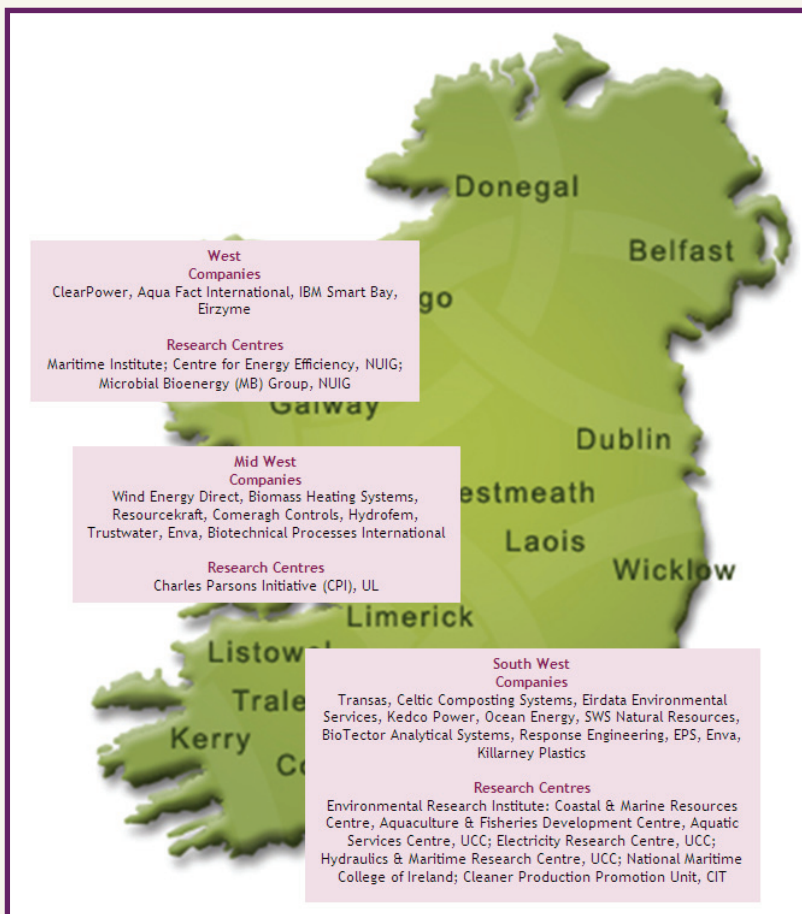 Donegal
Belfast
West
Companies
ClearPower, Aqua Fact International, IBM Smart Bay,
Eirzyme
Research Centres
Maritime Institute; Centre for Energy Efficiency, NUIG;
Microbial Bioenergy (MB) Group, NUIG
go
Galway
Dublin
Mid West
Companies
Wind Energy Direct, Biomass Heating Systems,
Resourcekraft, Comeragh Controls, Hydrofem,
Trustwater, Enva, Biotechnical Processes International
Research Centres
Charles Parsons Initiative (CPI), UL
estmeath
Laois
Wicklow
Limerick
Listowel
Trale
Kerry
Co
South West
Companies
Transas, Celtic Composting Systems, Eirdata Environmental
Services, Kedco Power, Ocean Energy, SWS Natural Resources,
BioTector Analytical Systems, Response Engineering, EPS, Enva,
Killarney Plastics
Research Centres
Environmental Research Institute: Coastal & Marine Resources
Centre, Aquaculture & Fisheries Development Centre, Aquatic
Services Centre, UCC; Electricity Research Centre, UCC;
Hydraulics & Maritime Research Centre, UCC; National Maritime
College of Ireland; Cleaner Production Promotion Unit, CIT